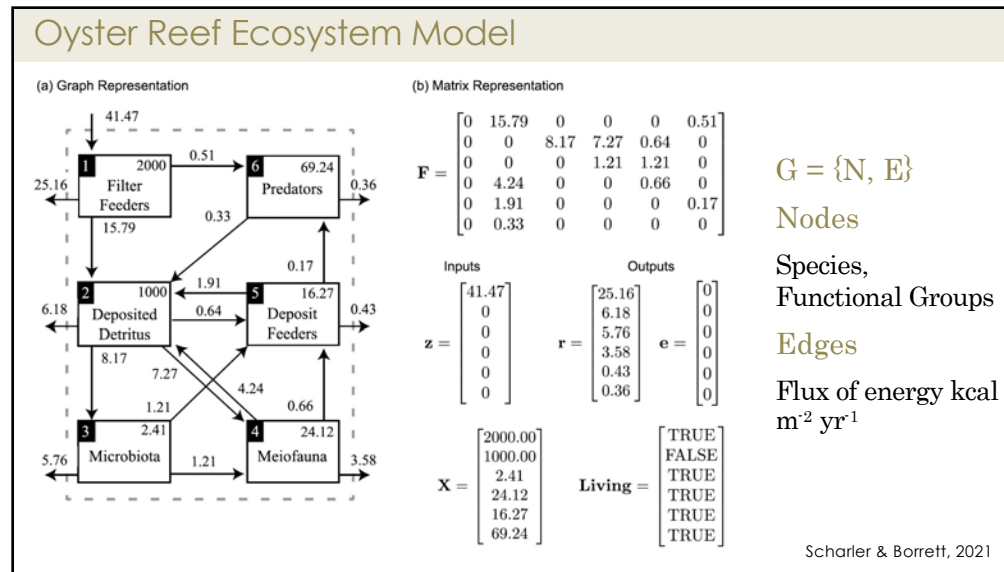 Oyster Reef Ecosystem Model
(a) Graph Representation
41.47
1 2000
Filter
Feeders
0.51
6 69.24
Predators
25.16
0.36
15.79
0.33
0.17
2 1000
Deposited
Detritus
1.91
0.64
5 16.27
Deposit
Feeders
6.18
0.43
8.17
7.27
4.24
1.21
0.66
3 2.41
Microbiota
1.21
4 24.12
Meiofauna
5.76
3.58
(b) Matrix Representation
F =
0 15.79 0 0 0 0.51
0 0 8.17 7.27 0.64 0
0 0 0 1.21 1.21 0
0 4.24 0 0 0.66 0
0 1.91 0 0 0 0.17
0 0.33 0 0 0 0
Inputs
z =
41.47
0
0
0
0
0
Outputs
r =
25.16
6.18
5.76
3.58
0.43
0.36
e =
0
0
0
0
0
0
X =
2000.00
1000.00
2.41
24.12
16.27
69.24
Living =
TRUE
FALSE
TRUE
TRUE
TRUE
TRUE
G = {N, E}
Nodes
Species,
Functional Groups
Edges
Flux of energy kcal
m⁻² yr⁻¹
Scharler & Borrett, 2021